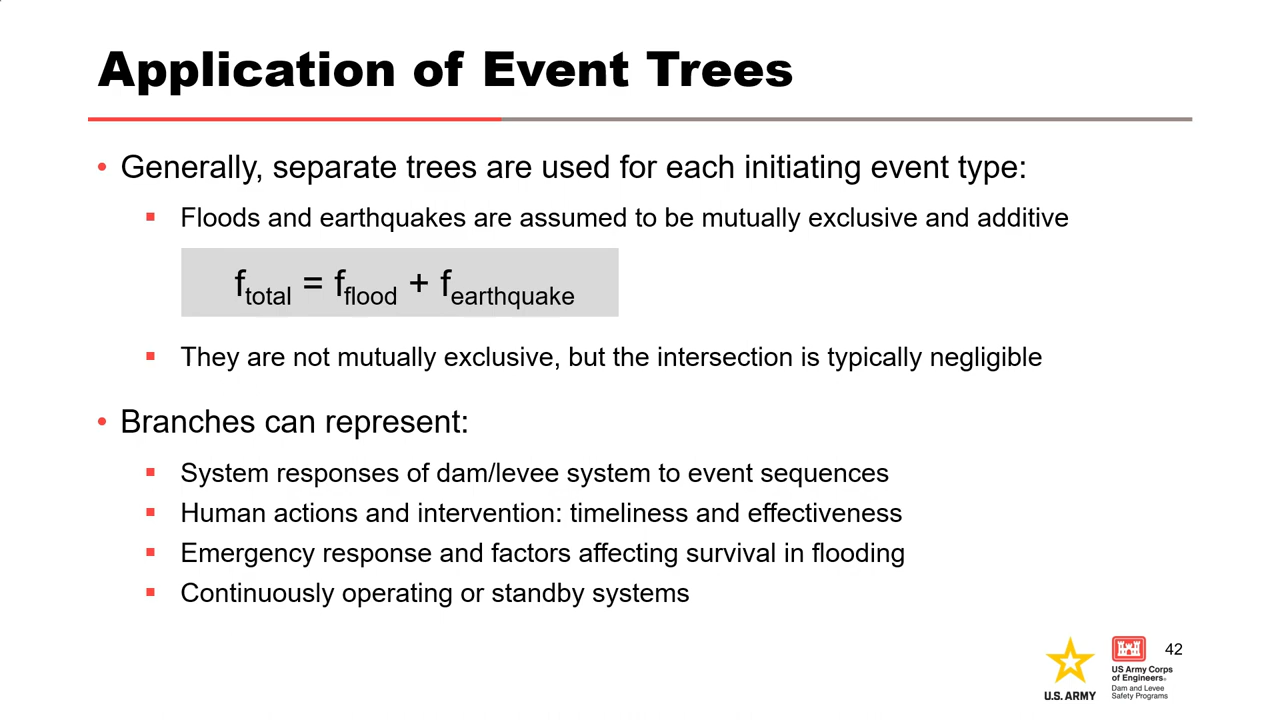 Application of Event Trees
• Generally, separate trees are used for each initiating event type:
▪ Floods and earthquakes are assumed to be mutually exclusive and additive
f_total = f_flood + f_earthquake
▪ They are not mutually exclusive, but the intersection is typically negligible
• Branches can represent:
▪ System responses of dam/levee system to event sequences
▪ Human actions and intervention: timeliness and effectiveness
▪ Emergency response and factors affecting survival in flooding
▪ Continuously operating or standby systems
42
U.S. ARMY
US Army Corps
of Engineers®
Dam and Levee
Safety Programs